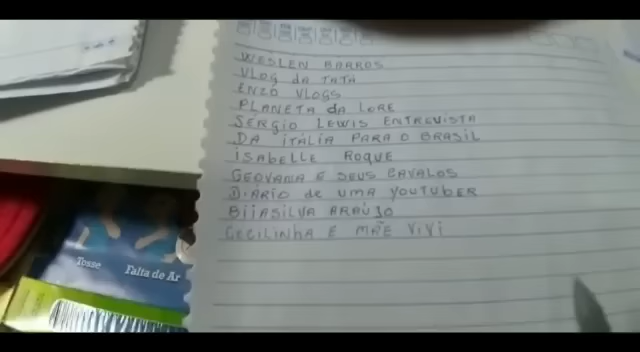 WESLEN BARROS
VLOG da TATA
ENZO VLOGS
PLANETA da LORE
SERGIO LEWIS ENTREVISTA
DA iTÁLIA PARA O BRASIL
iSABELLE ROQUE
GEOVANA E SEUS CAVALOS
DiÁRiO de UMA YOUTUBER
BiiASILVA ARAÚJO
CECILINHA E MÃE ViVi
Tosse
Falta de Ar